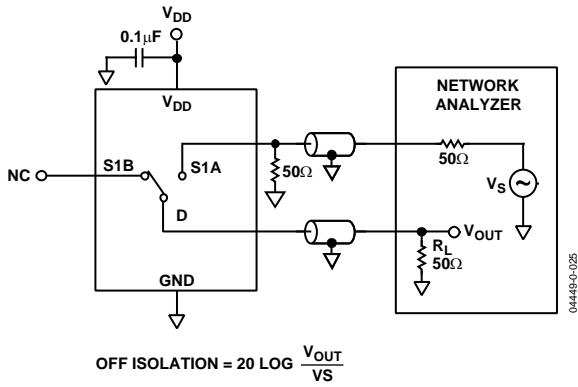 VDD
0.1μF
VDD
NETWORK
ANALYZER
S1B
S1A
NC
50Ω
50Ω
VS
D
VOUT
RL
50Ω
GND
04449-0-025
OFF ISOLATION = 20 LOG VOUT
VS